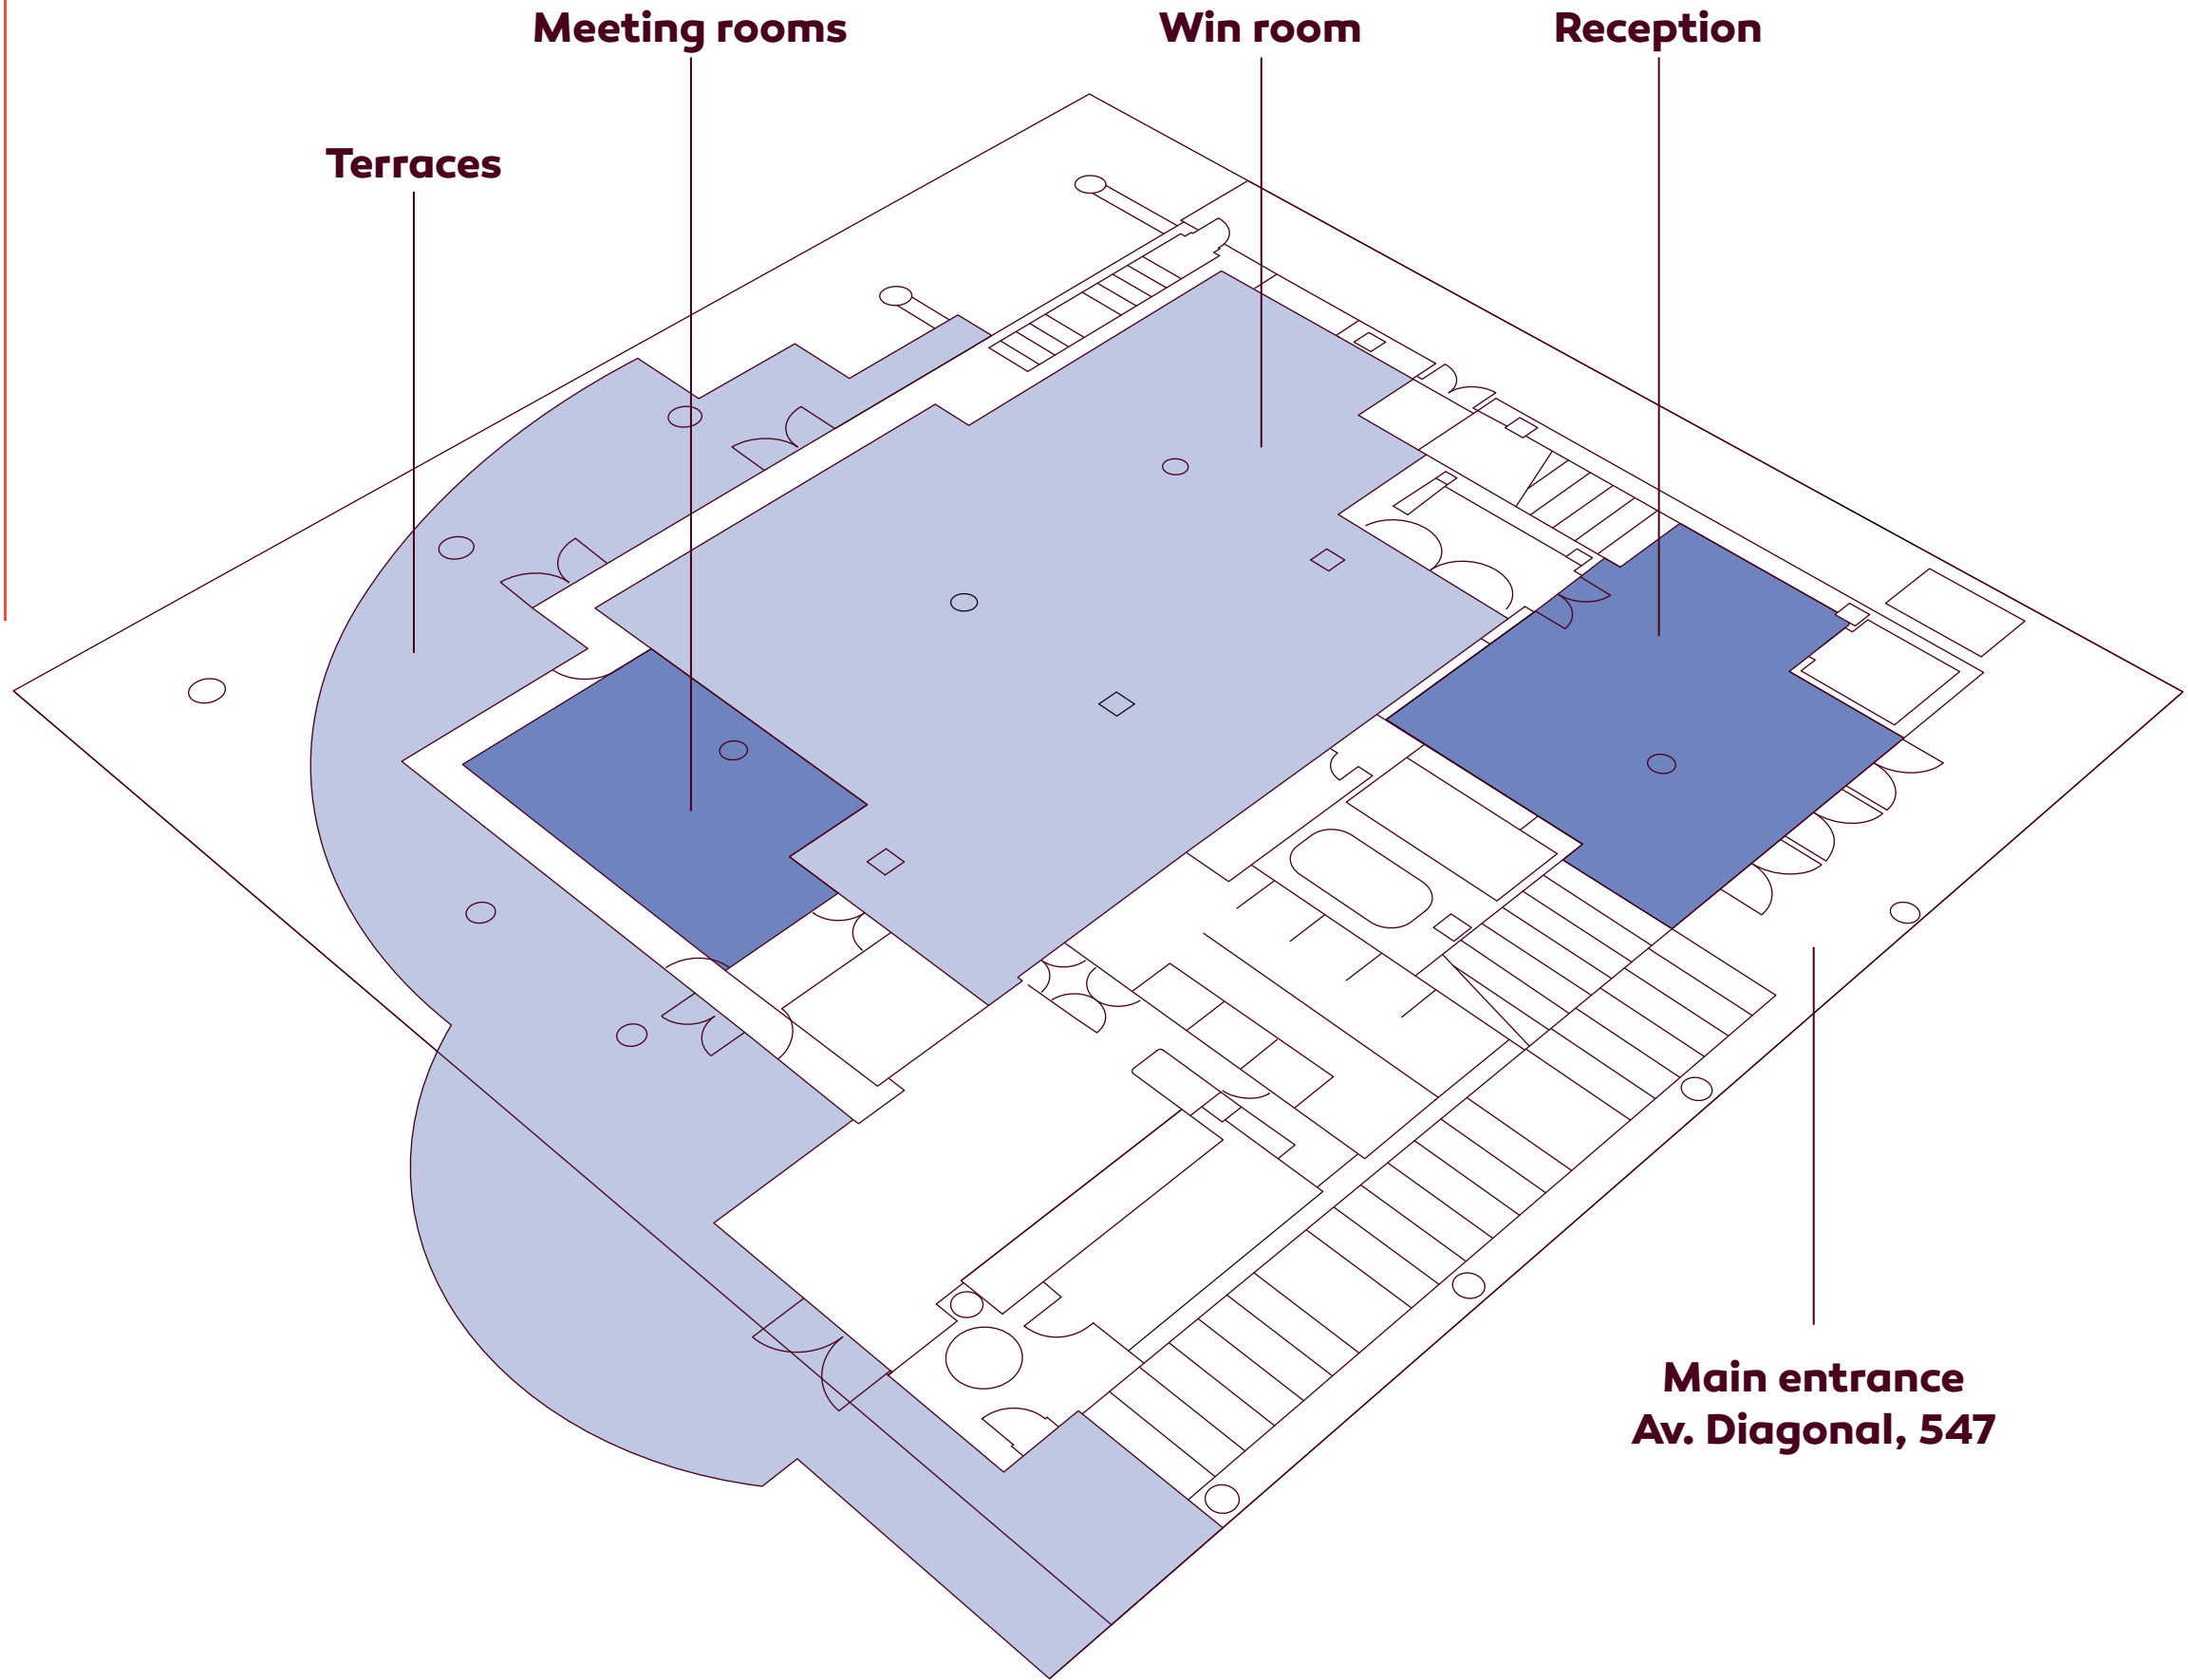 Meeting rooms
Win room
Reception
Terraces
Main entrance
Av. Diagonal, 547